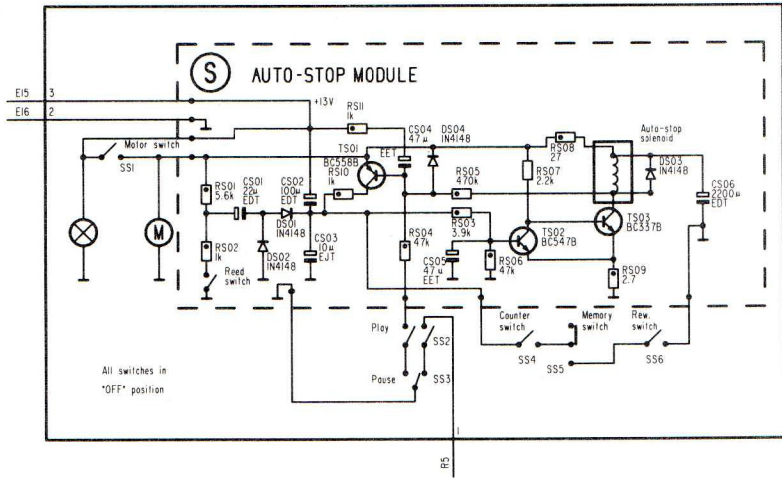 S AUTO-STOP MODULE
E15 3
E16 2
+13V
RS11
1k
CS04
47µ
EET
DS04
1N4148
RS08
27
Auto-stop
solenoid
Motor switch
SS1
TS01
BC558B
RS10
1k
RS05
470k
RS07
2.2k
DS03
1N4148
CS06
2200µ
EDT
RS01
5.6k
CS01
22µ
EDT
CS02
100µ
EDT
DS01
1N4148
RS03
3.9k
TS02
BC547B
TS03
BC337B
M
RS02
1k
DS02
1N4148
CS03
10µ
EJT
RS04
47k
CS05
47µ
EET
RS06
47k
RS09
2.7
Reed
switch
Play
SS2
Pause
SS3
Counter
switch
SS4
Memory
switch
SS5
Rew.
switch
SS6
All switches in
"OFF" position
1
R5